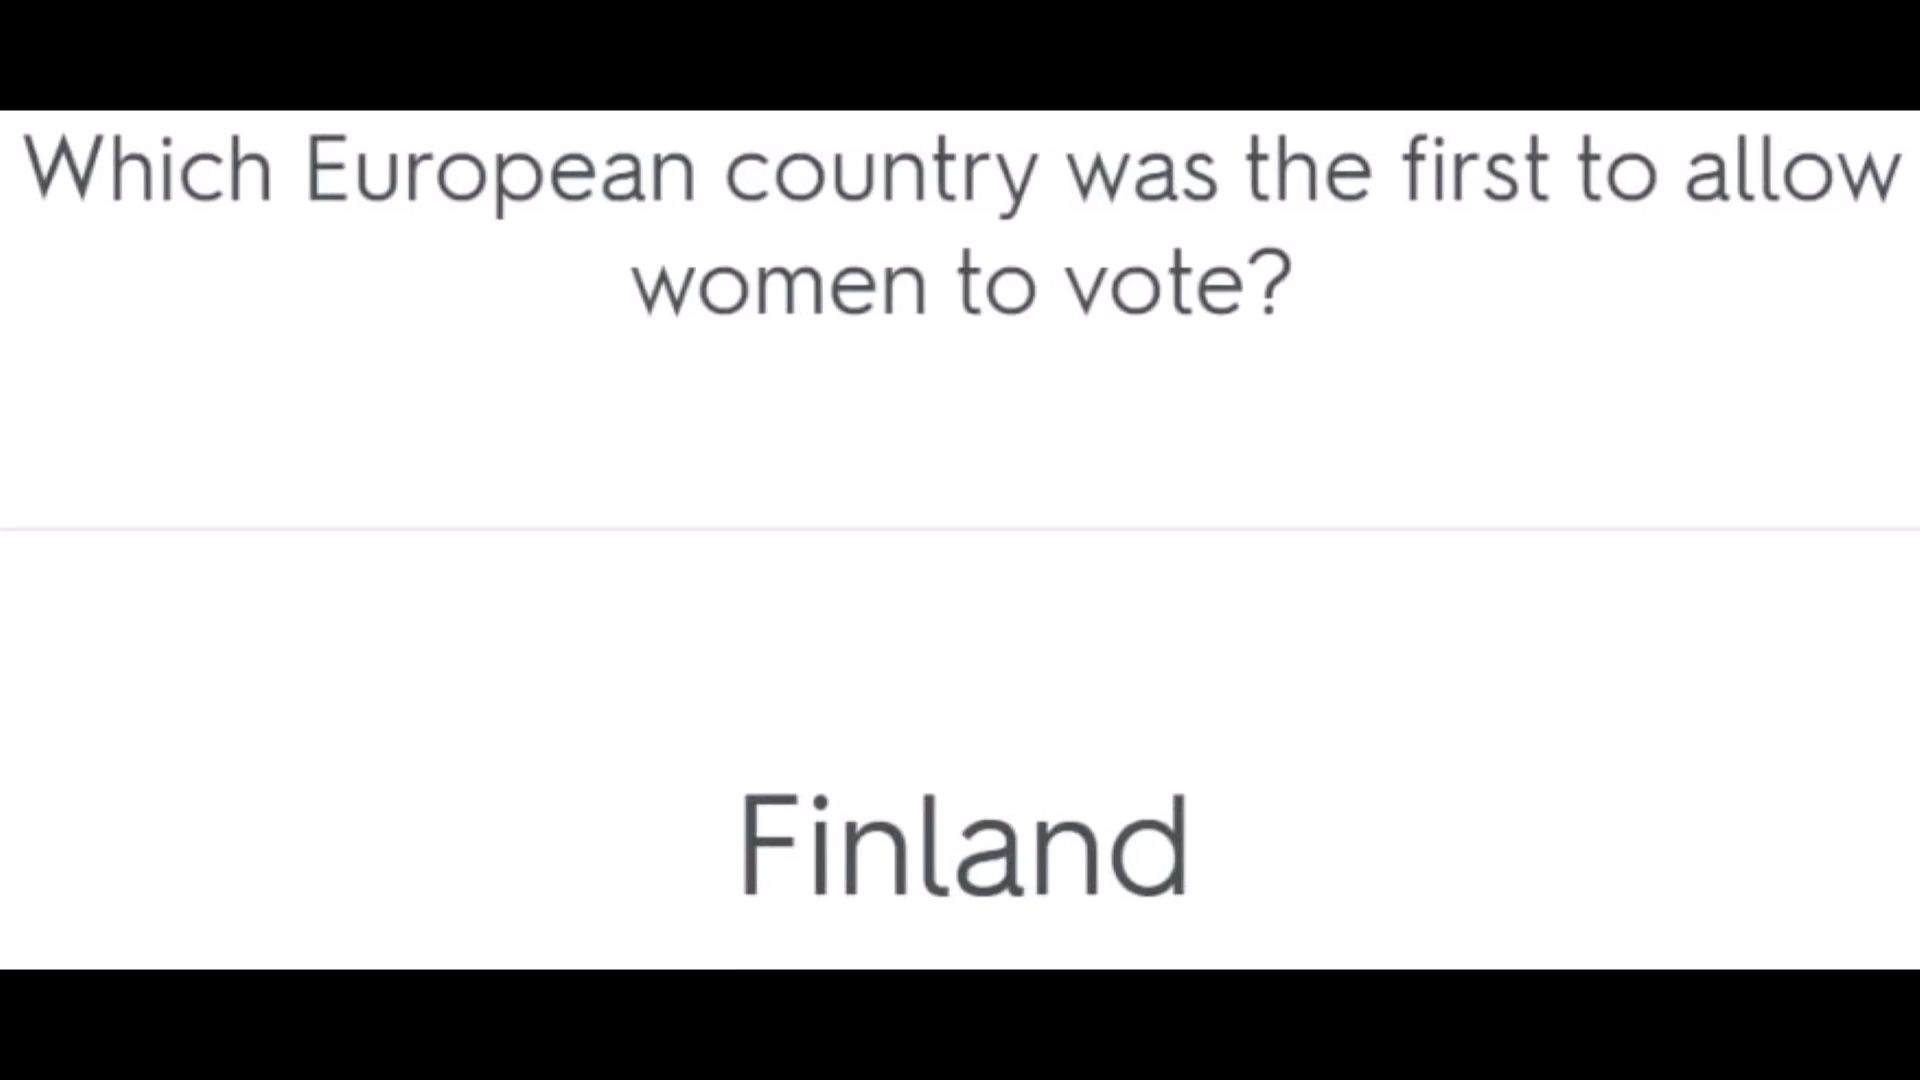 Which European country was the first to allow
women to vote?
Finland